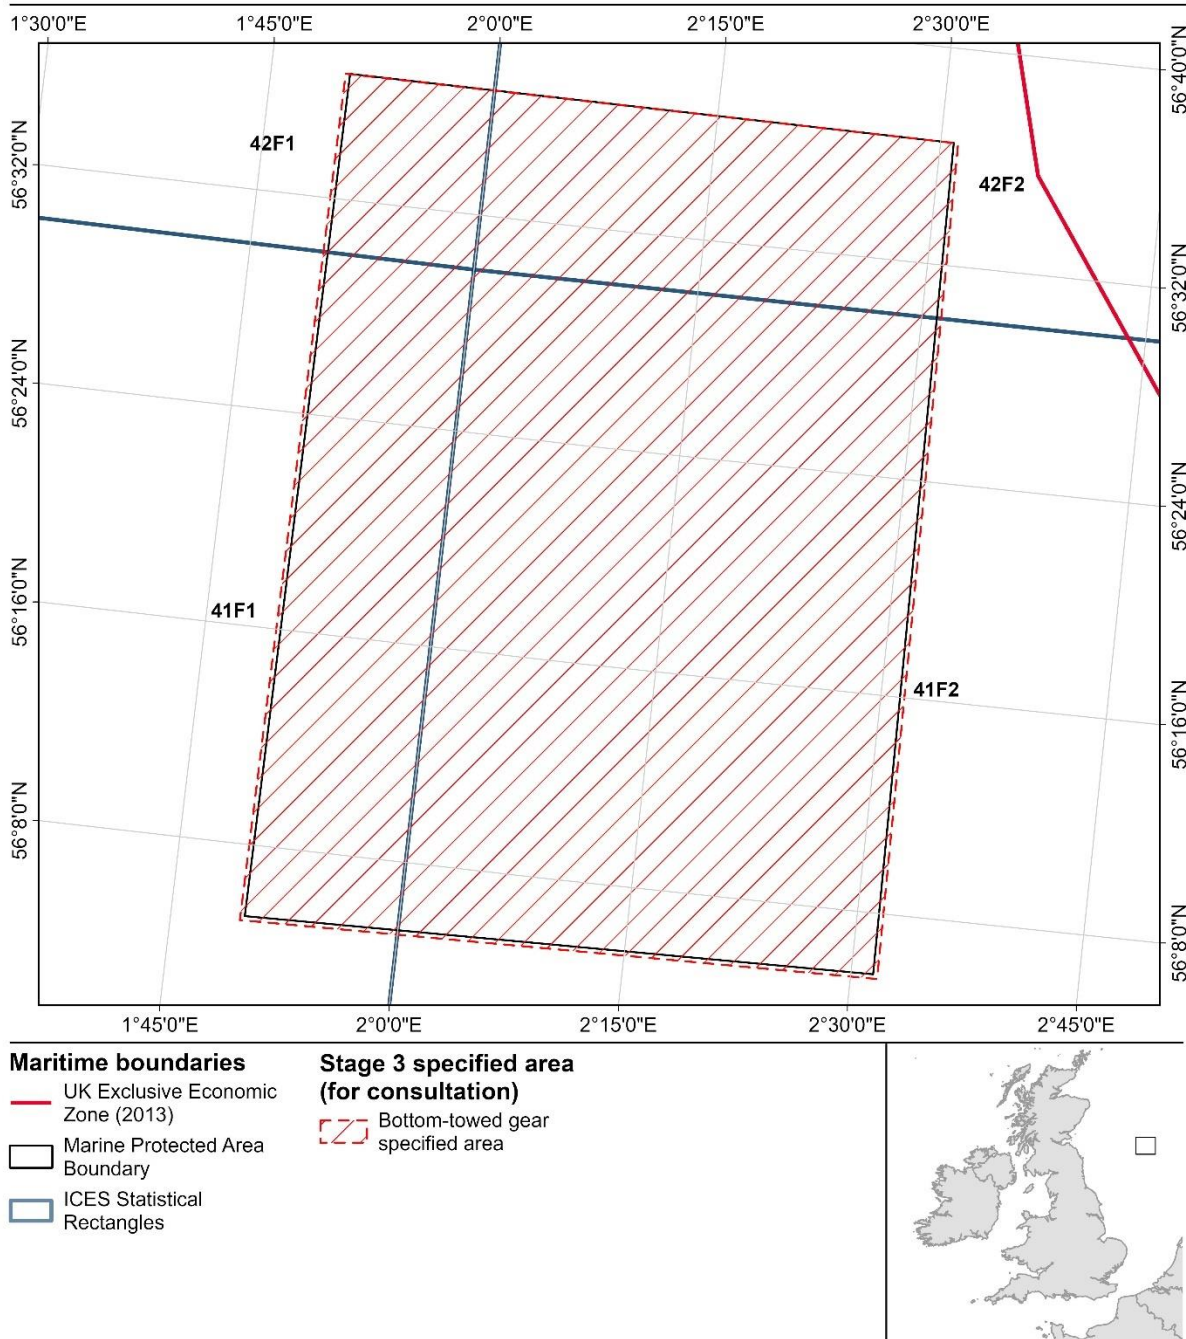 1°30'0"E 1°45'0"E 2°0'0"E 2°15'0"E 2°30'0"E
56°40'0"N
42F1
56°32'0"N
42F2
56°32'0"N
56°24'0"N
56°24'0"N
56°16'0"N
41F1
41F2
56°16'0"N
56°8'0"N
56°8'0"N
1°45'0"E 2°0'0"E 2°15'0"E 2°30'0"E 2°45'0"E
Maritime boundaries
UK Exclusive Economic
Zone (2013)
Marine Protected Area
Boundary
ICES Statistical
Rectangles
Stage 3 specified area
(for consultation)
Bottom-towed gear
specified area